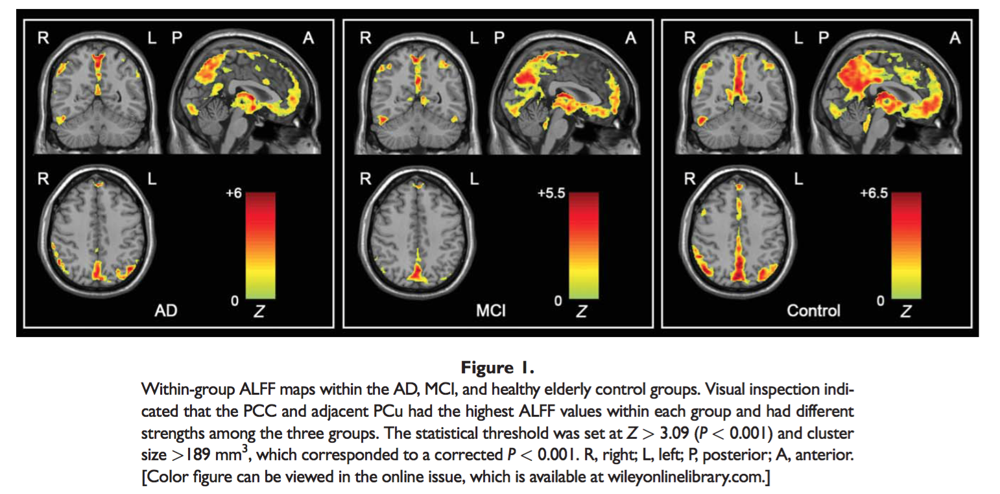 R L P A
R L P A
R L P A
R L
R L
R L
+6
+5.5
+6.5
0
0
0
Z
Z
Z
AD
MCI
Control
Figure 1.
Within-group ALFF maps within the AD, MCI, and healthy elderly control groups. Visual inspection indi-
cated that the PCC and adjacent PCu had the highest ALFF values within each group and had different
strengths among the three groups. The statistical threshold was set at Z > 3.09 (P < 0.001) and cluster
size >189 mm³, which corresponded to a corrected P < 0.001. R, right; L, left; P, posterior; A, anterior.
[Color figure can be viewed in the online issue, which is available at wileyonlinelibrary.com.]